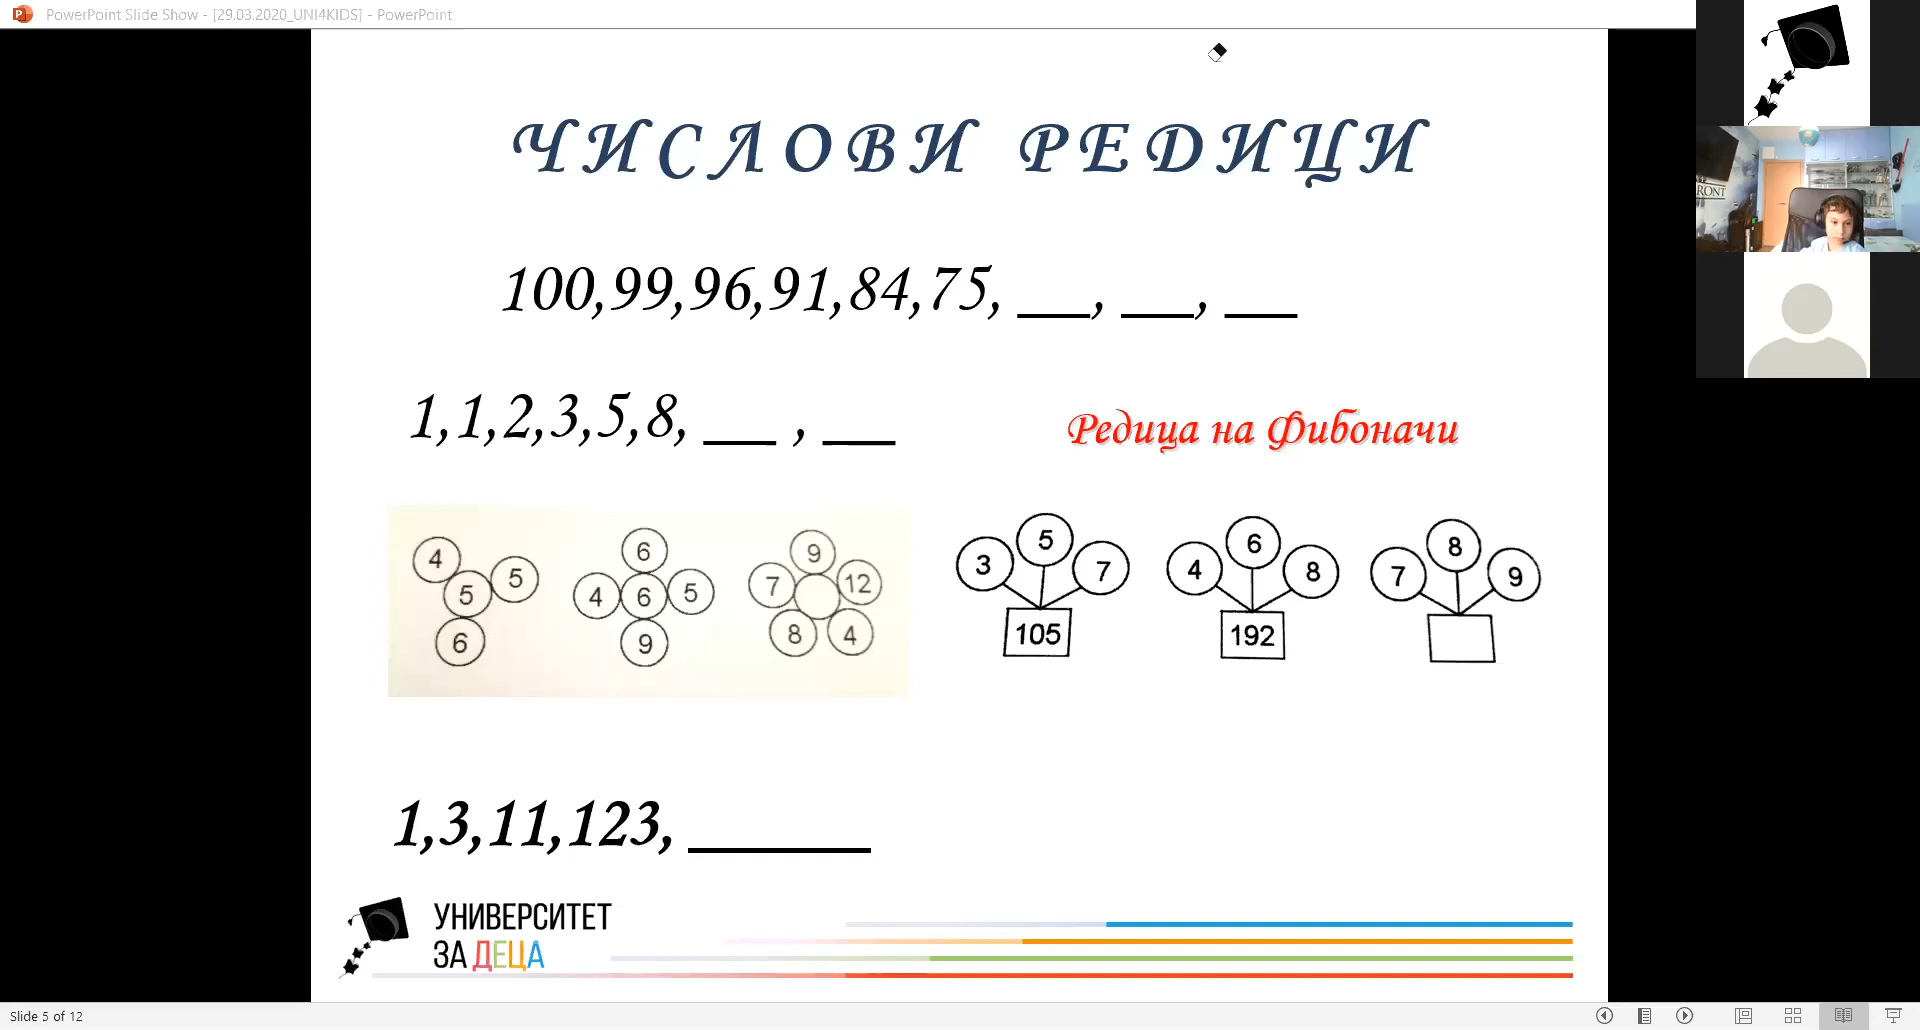 PowerPoint Slide Show - [29.03.2020_UNI4KIDS] - PowerPoint
ЧИСЛОВИ РЕДИЦИ
FRONT
100,99,96,91,84,75, ___, ___, ___
1,1,2,3,5,8, ___ , ___
Редица на Фибоначи
4 5 5 6
6 4 6 5 9
9 7 12 8 4
3 5 7 105
4 6 8 192
7 8 9
1,3,11,123, ______
УНИВЕРСИТЕТ
ЗА ДЕЦА
Slide 5 of 12